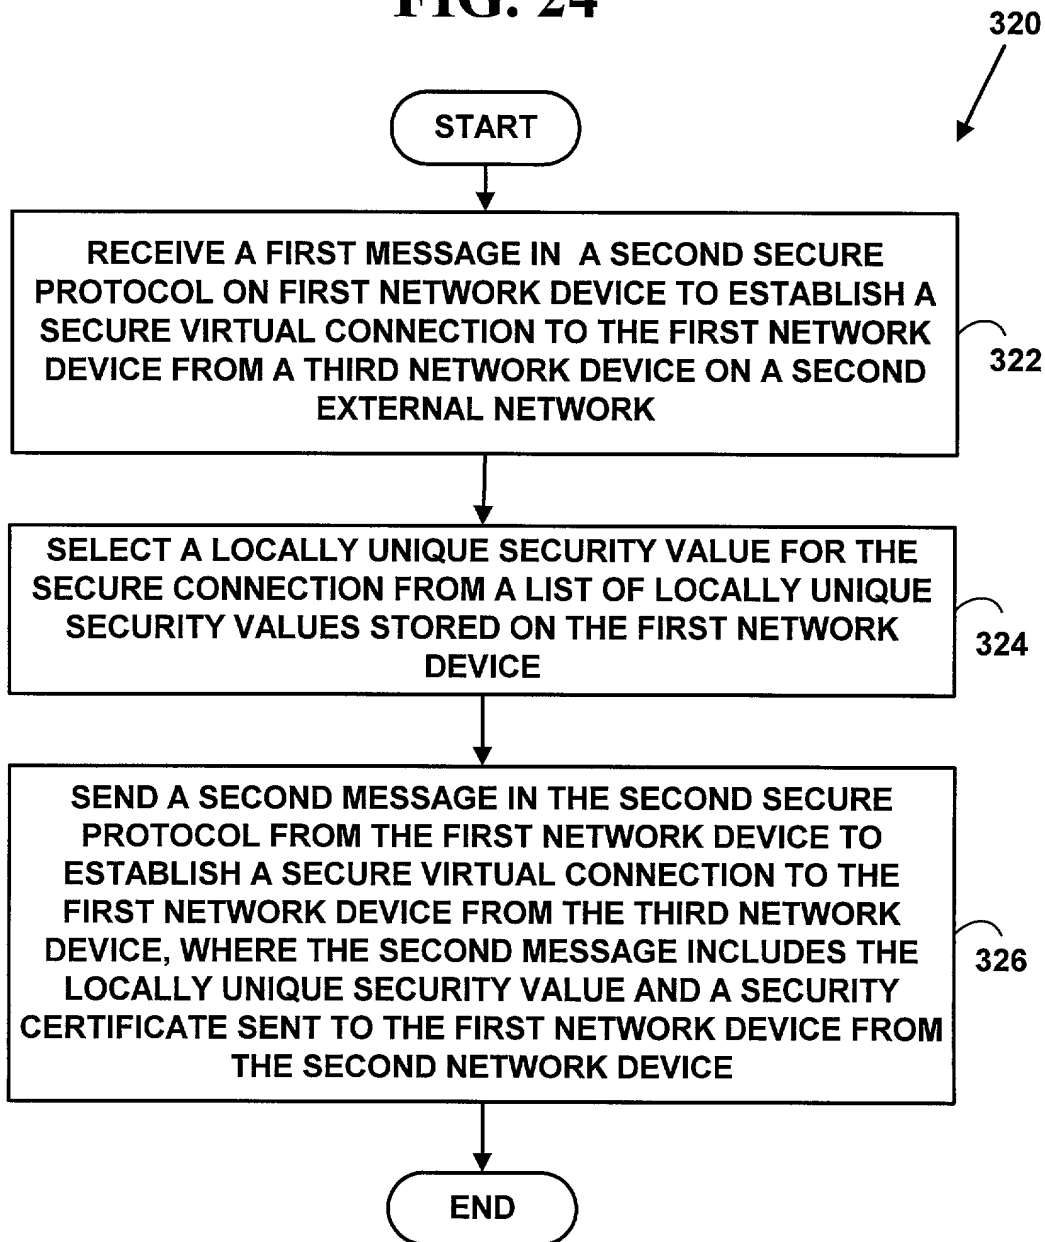 FIG. 24
320
START
RECEIVE A FIRST MESSAGE IN A SECOND SECURE
PROTOCOL ON FIRST NETWORK DEVICE TO ESTABLISH A
SECURE VIRTUAL CONNECTION TO THE FIRST NETWORK
DEVICE FROM A THIRD NETWORK DEVICE ON A SECOND
EXTERNAL NETWORK
322
SELECT A LOCALLY UNIQUE SECURITY VALUE FOR THE
SECURE CONNECTION FROM A LIST OF LOCALLY UNIQUE
SECURITY VALUES STORED ON THE FIRST NETWORK
DEVICE
324
SEND A SECOND MESSAGE IN THE SECOND SECURE
PROTOCOL FROM THE FIRST NETWORK DEVICE TO
ESTABLISH A SECURE VIRTUAL CONNECTION TO THE
FIRST NETWORK DEVICE FROM THE THIRD NETWORK
DEVICE, WHERE THE SECOND MESSAGE INCLUDES THE
LOCALLY UNIQUE SECURITY VALUE AND A SECURITY
CERTIFICATE SENT TO THE FIRST NETWORK DEVICE FROM
THE SECOND NETWORK DEVICE
326
END